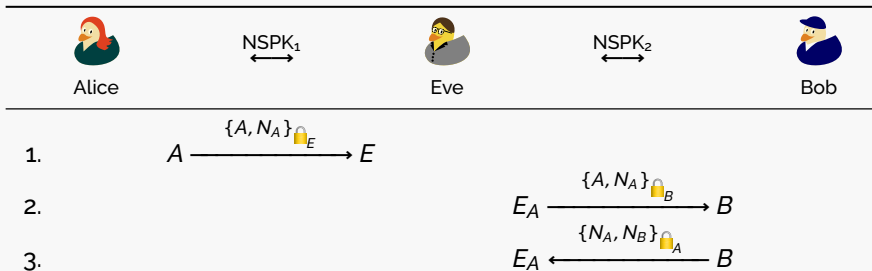 NSPK₁ NSPK₂
Alice Eve Bob
{A, N_A}🔒_E
1. A ⟶ E
{A, N_A}🔒_B
2. E_A ⟶ B
{N_A, N_B}🔒_A
3. E_A ⟵ B